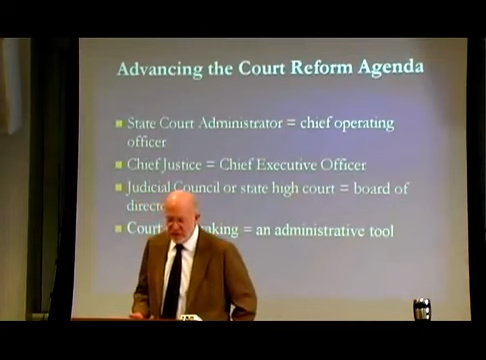 Advancing the Court Reform Agenda
State Court Administrator = chief operating
officer
Chief Justice = Chief Executive Officer
Judicial Council or state high court = board of
Court = an administrative tool